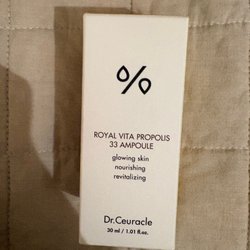 %
ROYAL VITA PROPOLIS
33 AMPOULE
glowing skin
nourishing
revitalizing
Dr.Ceuracle
30 ml / 1.01 fl.oz.